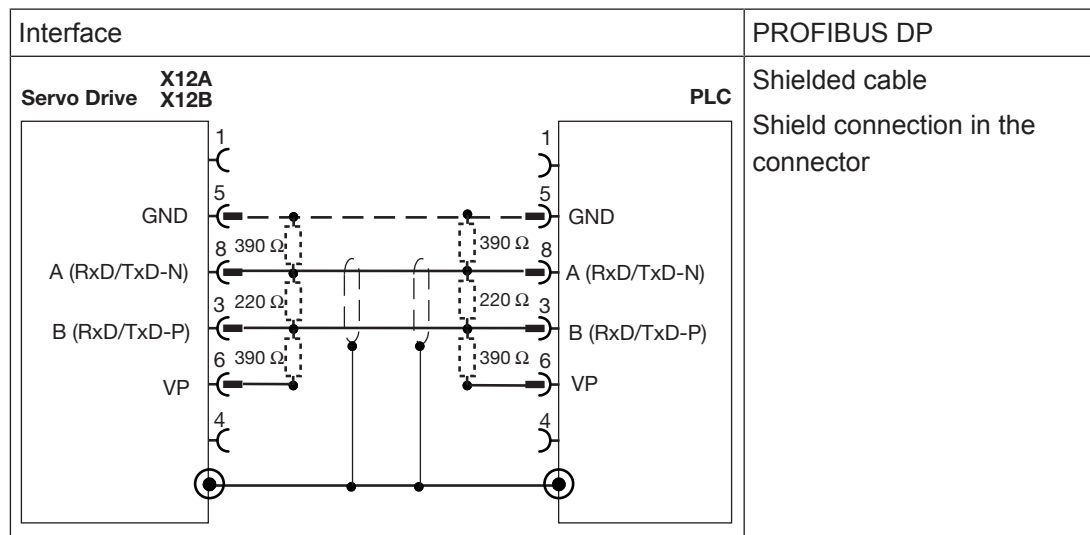 Interface
PROFIBUS DP
X12A
Servo Drive X12B
PLC
Shielded cable
Shield connection in the
connector
1
1
5
5
GND
GND
8 390 Ω
390 Ω 8
A (RxD/TxD-N)
A (RxD/TxD-N)
3 220 Ω
220 Ω 3
B (RxD/TxD-P)
B (RxD/TxD-P)
6 390 Ω
390 Ω 6
VP
VP
4
4